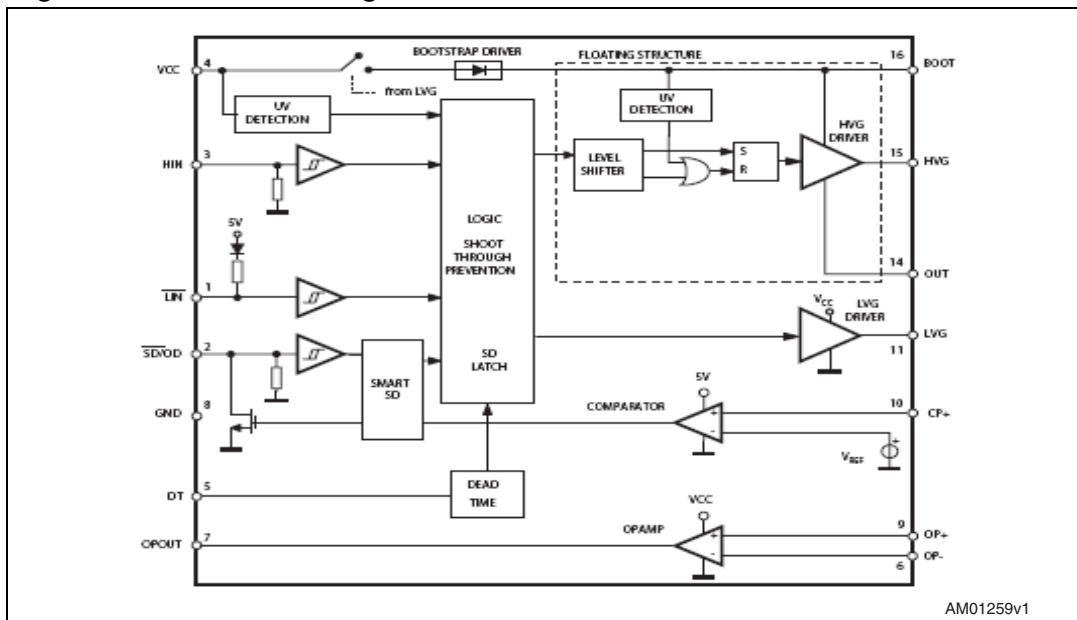 BOOTSTRAP DRIVER
FLOATING STRUCTURE
VCC
4
16
BOOT
from LVG
UV
DETECTION
UV
DETECTION
HVG
DRIVER
HIN
3
15
HVG
LEVEL
SHIFTER
S
R
5V
LOGIC
SHOOT
THROUGH
PREVENTION
14
OUT
LIN
1
VCC
LVG
DRIVER
LVG
11
SD/OD
2
SD
LATCH
SMART
SD
5V
COMPARATOR
+
-
10
CP+
GND
8
VREF
+
DT
5
DEAD
TIME
VCC
OPAMP
+
-
9
OP+
OP-
6
OPOUT
7
AM01259v1